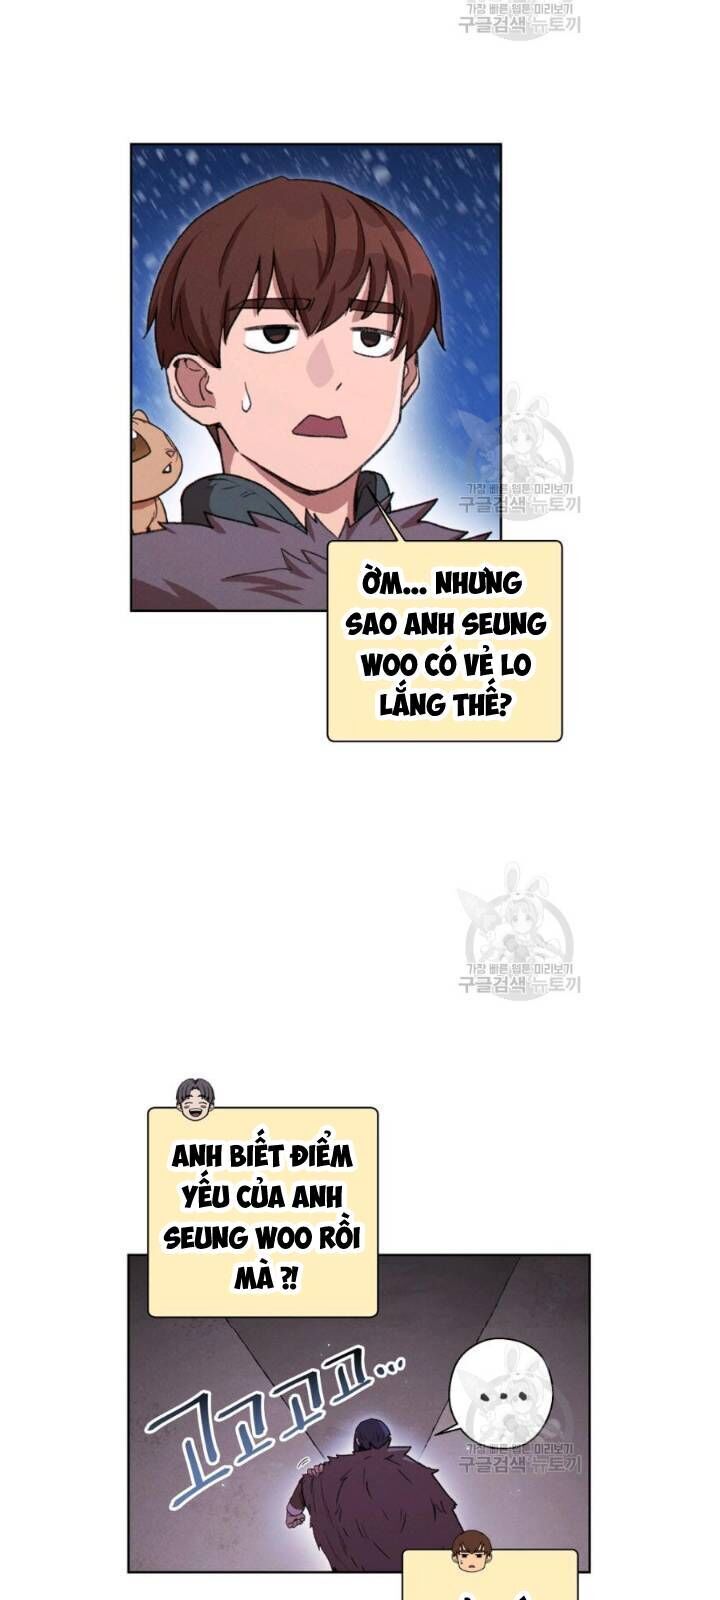 가장 빠른 웹툰 미리보기
구글검색 뉴토끼
가장 빠른 웹툰 미리보기
구글검색 뉴토끼
ỜM... NHƯNG
SAO ANH SEUNG
WOO CÓ VẺ LO
LẮNG THẾ?
가장 빠른 웹툰 미리보기
구글검색 뉴토끼
ANH BIẾT ĐIỂM
YẾU CỦA ANH
SEUNG WOO RỒI
MÀ ?!
고고고고...
...
가장 빠른 웹툰 미리보기
구글검색 뉴토끼